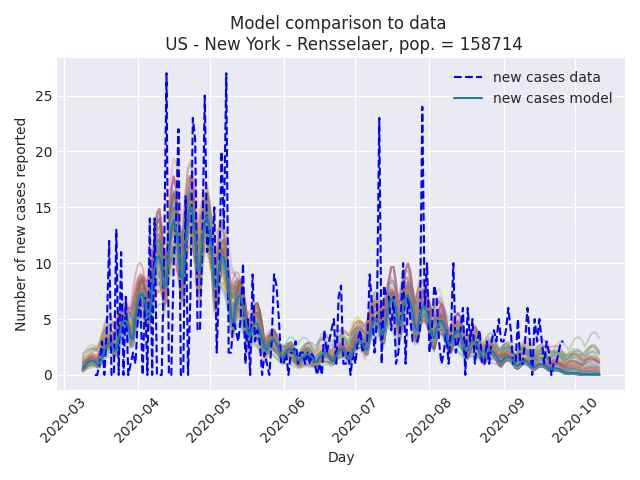 Model comparison to data
US - New York - Rensselaer, pop. = 158714
new cases data
new cases model
Number of new cases reported
25
20
15
10
5
0
2020-03
2020-04
2020-05
2020-06
2020-07
2020-08
2020-09
2020-10
Day